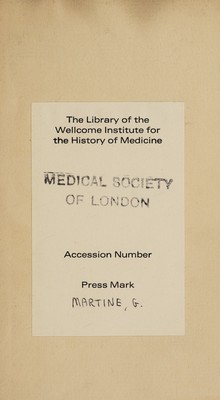 The Library of the
Wellcome Institute for
the History of Medicine
MEDICAL SOCIETY
OF LONDON
Accession Number
Press Mark
MARTINE, G.